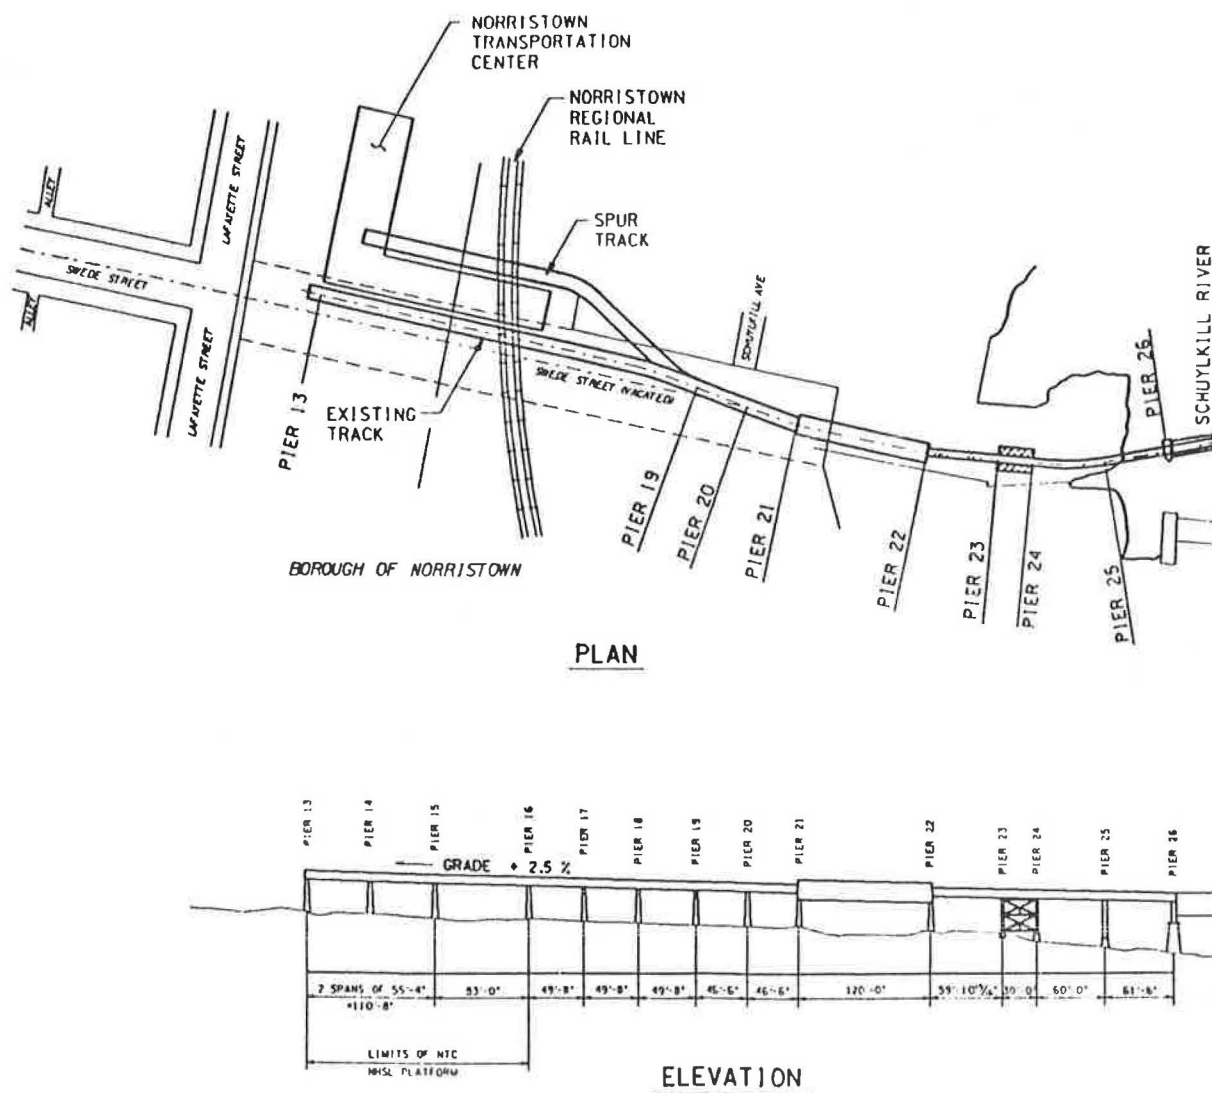 NORRISTOWN
TRANSPORTATION
CENTER
NORRISTOWN
REGIONAL
RAIL LINE
SPUR
TRACK
ALLEY
LAFAYETTE STREET
SWEDE STREET
ALLEY
LAFAYETTE STREET
SCHUYLKILL AVE
SCHUYLKILL RIVER
SWEDE STREET (VACATED)
EXISTING
TRACK
PIER 13
PIER 19
PIER 20
PIER 21
PIER 22
PIER 23
PIER 24
PIER 25
PIER 26
BOROUGH OF NORRISTOWN
PLAN
PIER 13
PIER 14
PIER 15
PIER 16
PIER 17
PIER 18
PIER 19
PIER 20
PIER 21
PIER 22
PIER 23
PIER 24
PIER 25
PIER 26
GRADE + 2.5 %
2 SPANS OF 55'-4"
=110'-8"
49'-8"
49'-8"
49'-8"
46'-6"
46'-6"
120'-0"
30'-0"
60'-0"
61'-6"
LIMITS OF NTC
NHSL PLATFORM
ELEVATION